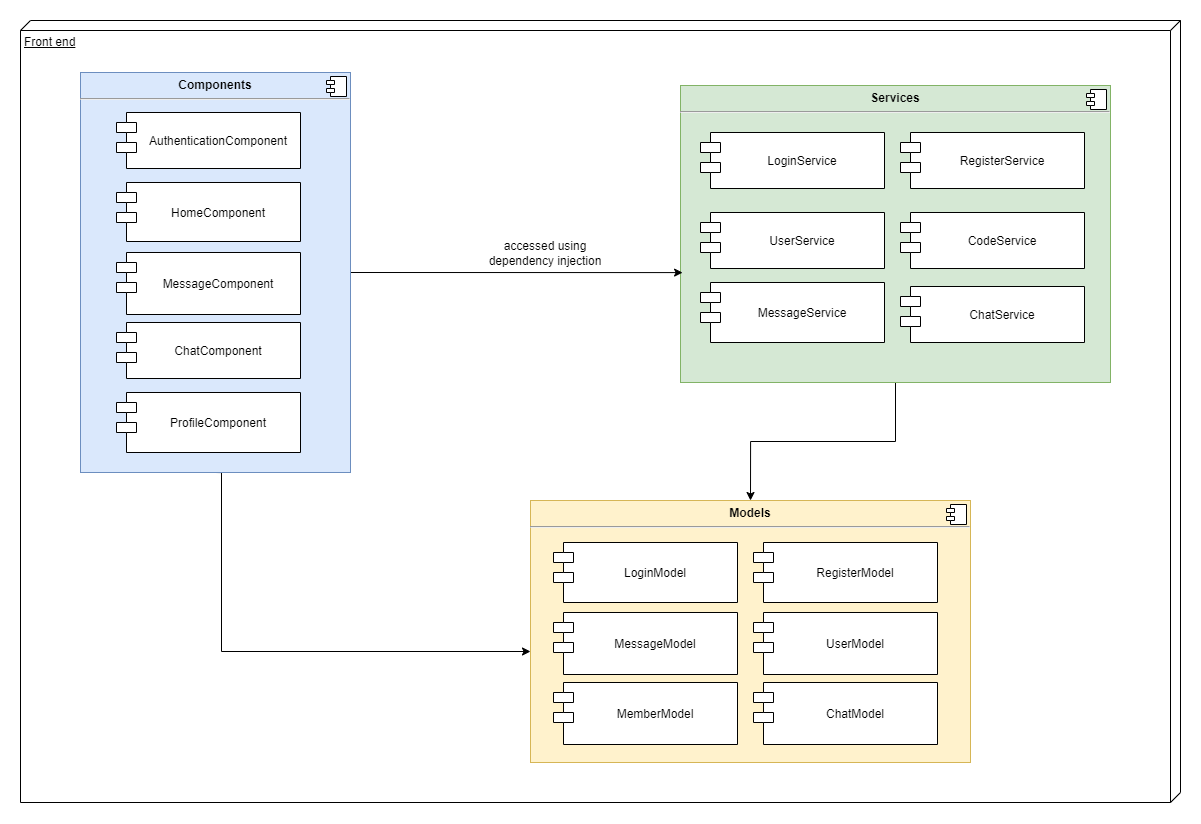 Front end
Components
AuthenticationComponent
HomeComponent
MessageComponent
ChatComponent
ProfileComponent
accessed using
dependency injection
Services
LoginService
RegisterService
UserService
CodeService
MessageService
ChatService
Models
LoginModel
RegisterModel
MessageModel
UserModel
MemberModel
ChatModel